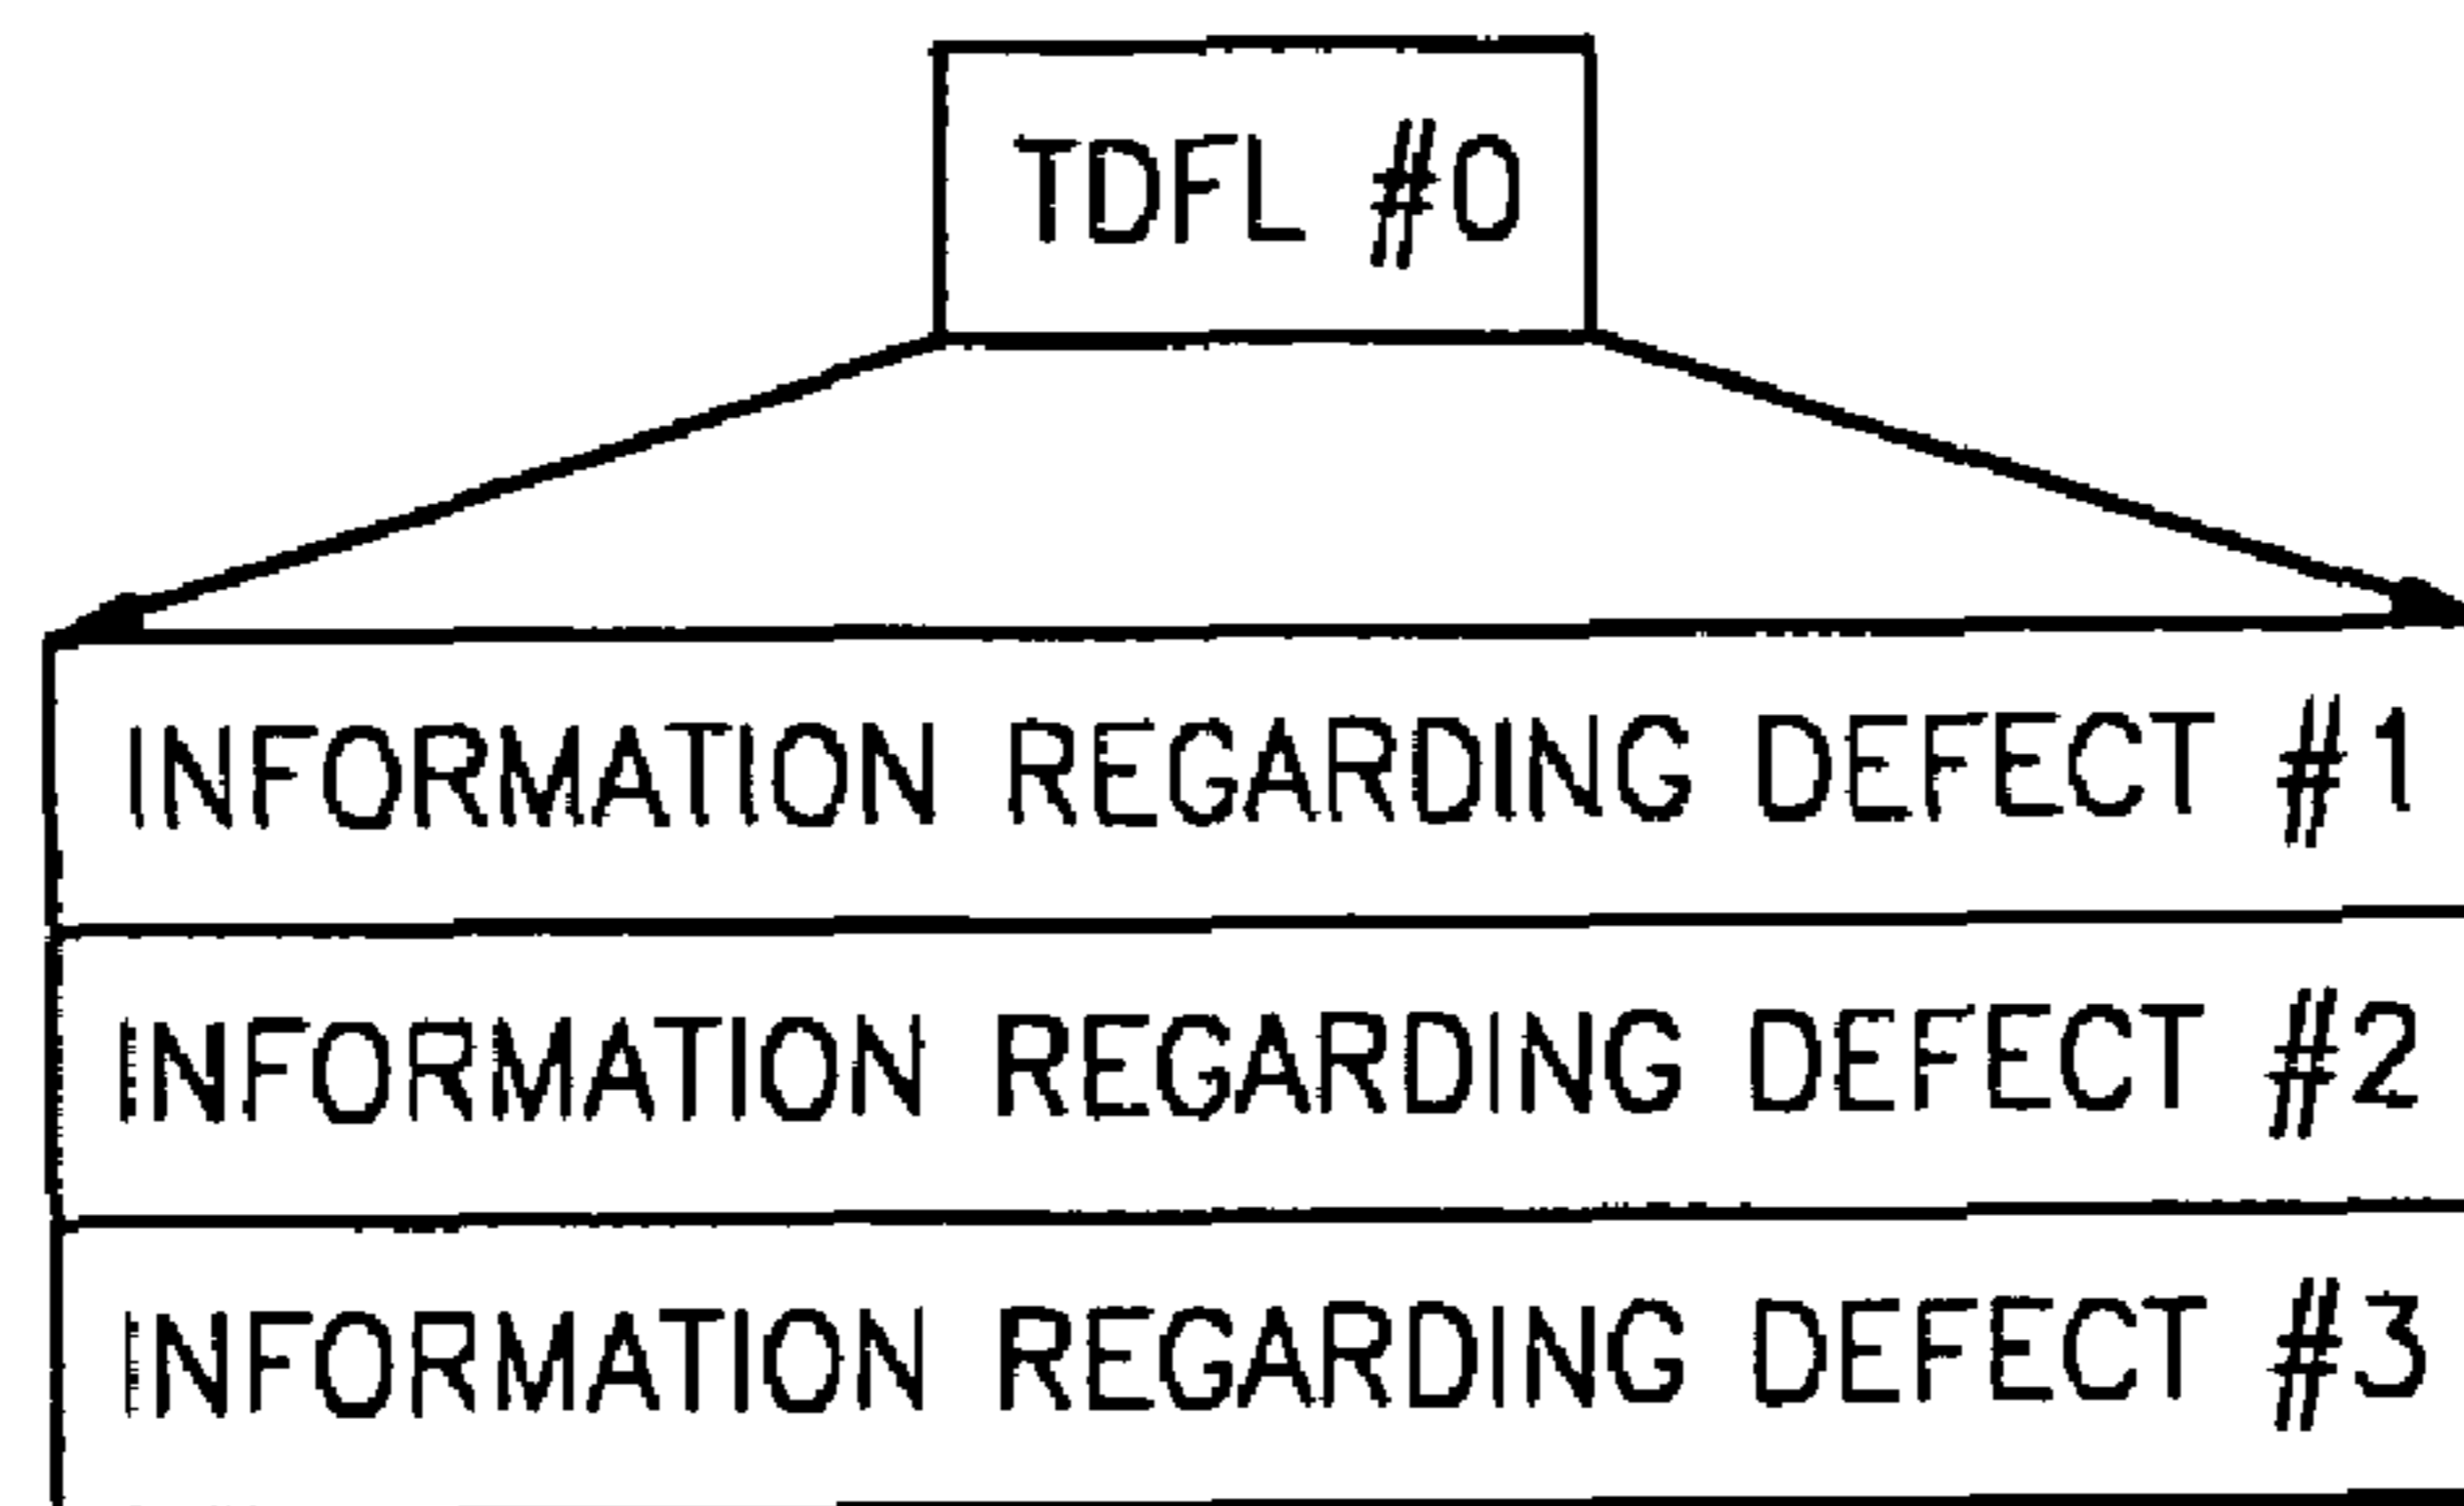 TDFL #0
INFORMATION REGARDING DEFECT #1
INFORMATION REGARDING DEFECT #2
INFORMATION REGARDING DEFECT #3